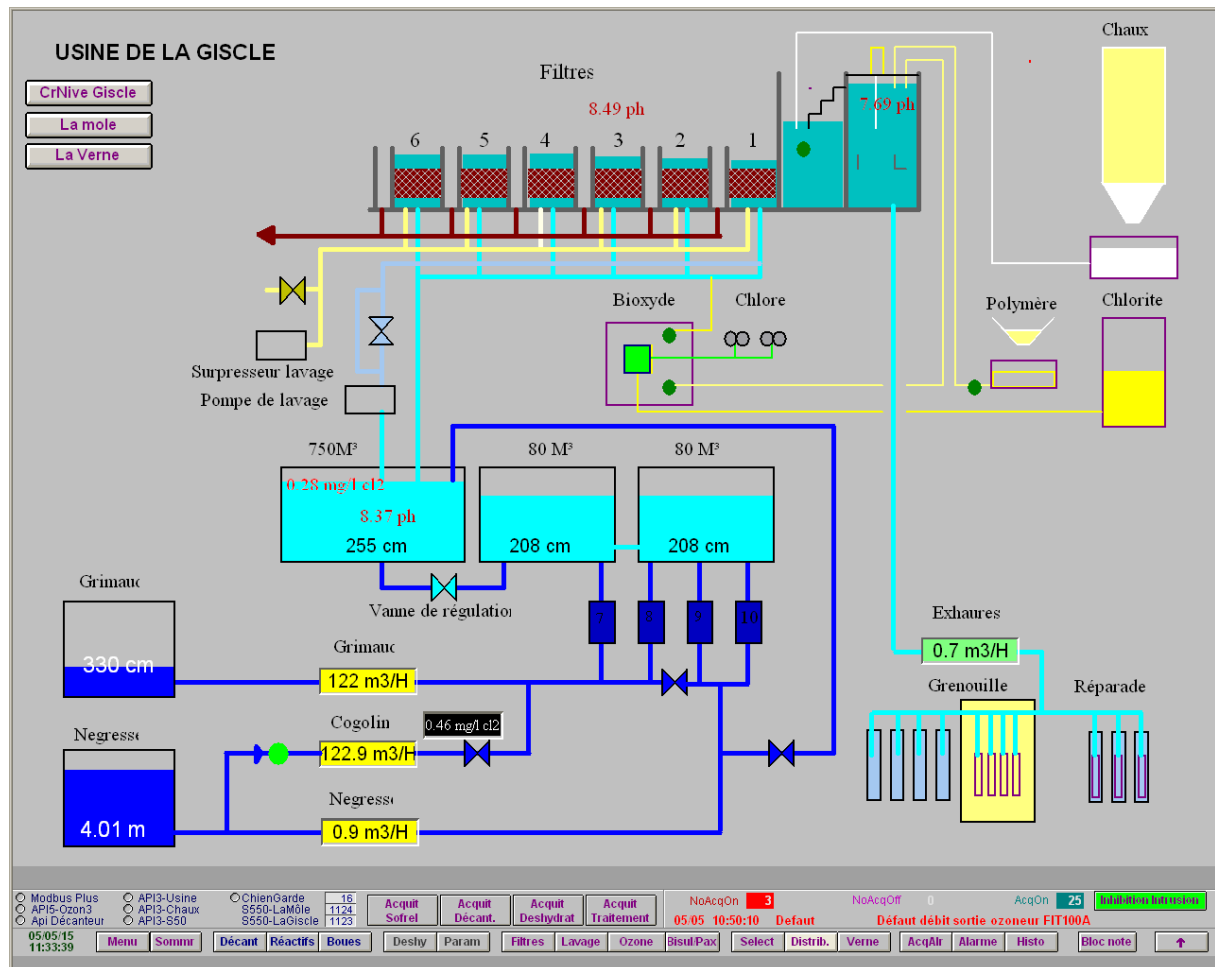 USINE DE LA GISCLE
Chaux
CrNive Giscle
La mole
La Verne
Filtres
8.49 ph
7.69 ph
6 5 4 3 2 1
Bioxyde
Chlore
Polymère
Chlorite
Surpresseur lavage
Pompe de lavage
750M³
80 M³
80 M³
0.28 mg/l cl2
8.37 ph
255 cm
208 cm
208 cm
Vanne de régulation
7 8 9 10
Grimaud
330 cm
Grimaud
122 m3/H
Exhaures
0.7 m3/H
Grenouille
Réparade
Cogolin
0.46 mg/l cl2
122.9 m3/H
Negresse
4.01 m
Negresse
0.9 m3/H
Modbus Plus API3-Usine ChienGarde 16
API5-Ozon3 API3-Chaux S550-LaMôle 1124
Api Décanteur API3-S50 S550-LaGiscle 1123
Acquit Sofrel
Acquit Décant.
Acquit Deshydrat
Acquit Traitement
NoAcqOn 3 NoAcqOff 0 AcqOn 25 Inhibition Intrusion
05/05 10:50:10 Defaut Défaut débit sortie ozoneur FIT100A
05/05/15
11:33:39
Menu Sommr Décant Réactifs Boues Deshy Param Filtres Lavage Ozone Bisul/Pax Select Distrib. Verne AcqAlr Alarme Histo Bloc note